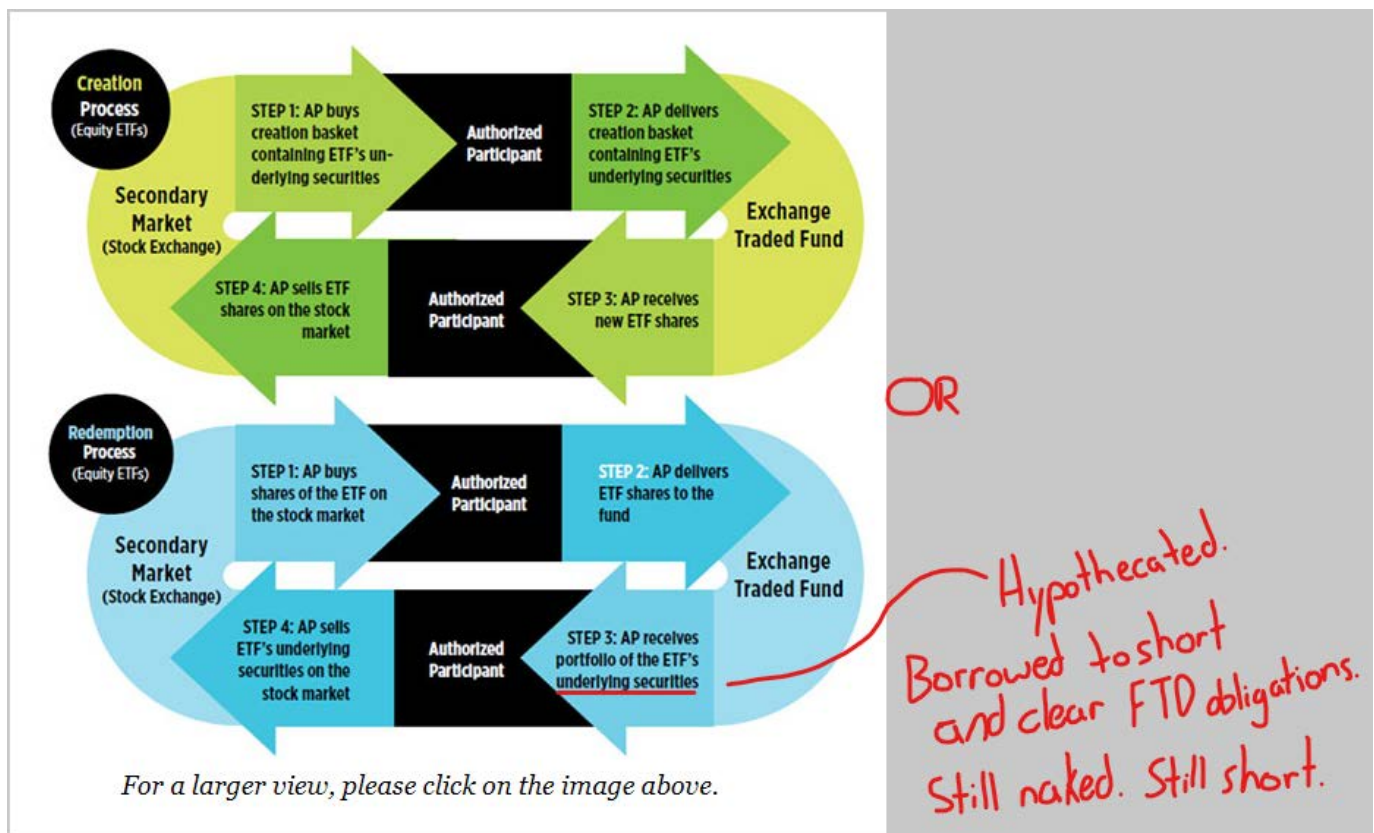 Creation
Process
(Equity ETFs)
STEP 1: AP buys
creation basket
containing ETF's un-
derlying securities
Authorized
Participant
STEP 2: AP delivers
creation basket
containing ETF's
underlying securities
Secondary
Market
(Stock Exchange)
Exchange
Traded Fund
STEP 4: AP sells ETF
shares on the stock
market
Authorized
Participant
STEP 3: AP receives
new ETF shares
OR
Redemption
Process
(Equity ETFs)
STEP 1: AP buys
shares of the ETF on
the stock market
Authorized
Participant
STEP 2: AP delivers
ETF shares to the
fund
Secondary
Market
(Stock Exchange)
Exchange
Traded Fund
STEP 4: AP sells
ETF's underlying
securities on the
stock market
Authorized
Participant
STEP 3: AP receives
portfolio of the ETF's
underlying securities
Hypothecated.
Borrowed to short
and clear FTD obligations.
Still naked. Still short.
For a larger view, please click on the image above.